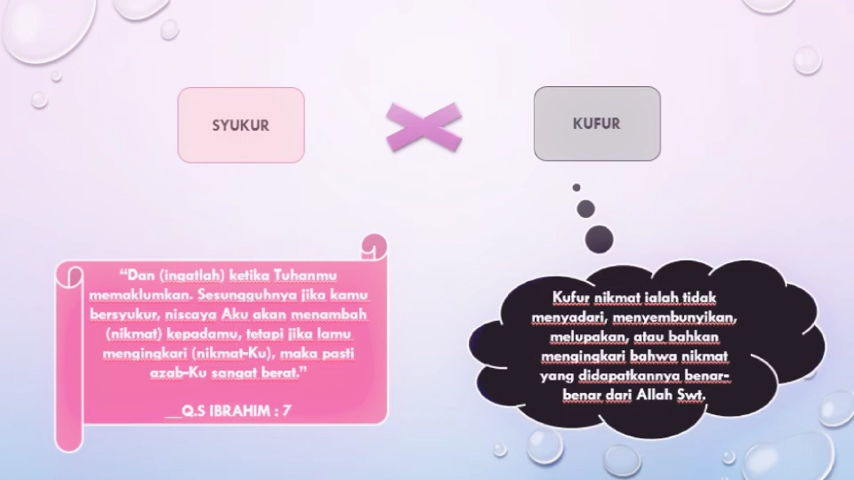 SYUKUR
KUFUR
“Dan (ingatlah) ketika Tuhanmu
memaklumkan. Sesungguhnya jika kamu
bersyukur, niscaya Aku akan menambah
(nikmat) kepadamu, tetapi jika lamu
mengingkari (nikmat-Ku), maka pasti
azab-Ku sangat berat.”
__Q.S IBRAHIM : 7
Kufur nikmat ialah tidak
menyadari, menyembunyikan,
melupakan, atau bahkan
mengingkari bahwa nikmat
yang didapatkannya benar-
benar dari Allah Swt.